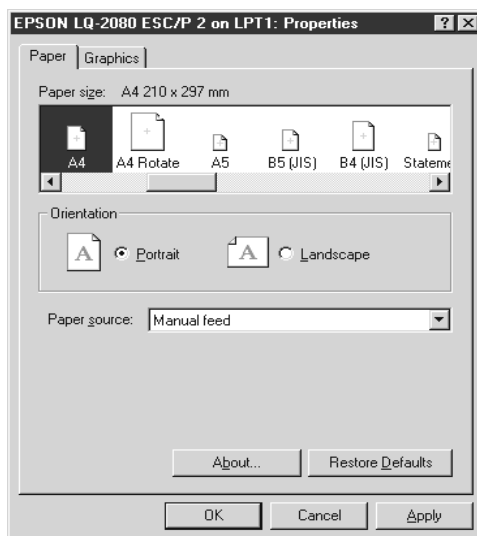 EPSON LQ-2080 ESC/P 2 on LPT1: Properties
Paper Graphics
Paper size: A4 210 x 297 mm
A4 A4 Rotate A5 B5 (JIS) B4 (JIS) Stateme
Orientation
A Portrait A Landscape
Paper source: Manual feed
About... Restore Defaults
OK Cancel Apply